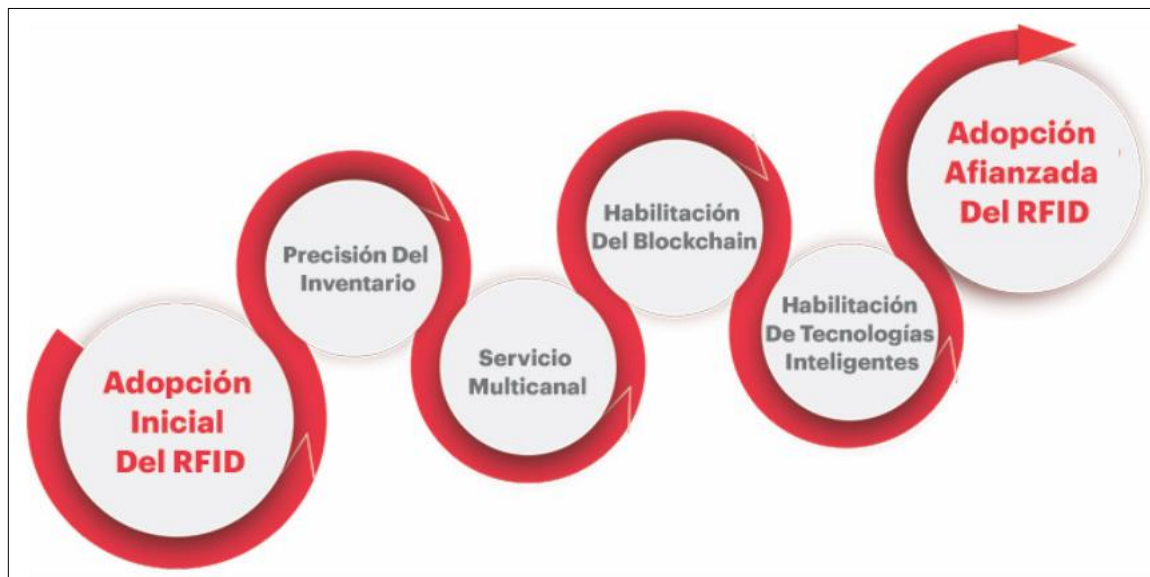 Adopción
Inicial
Del RFID
Precisión Del
Inventario
Servicio
Multicanal
Habilitación
Del Blockchain
Habilitación
De Tecnologías
Inteligentes
Adopción
Afianzada
Del RFID